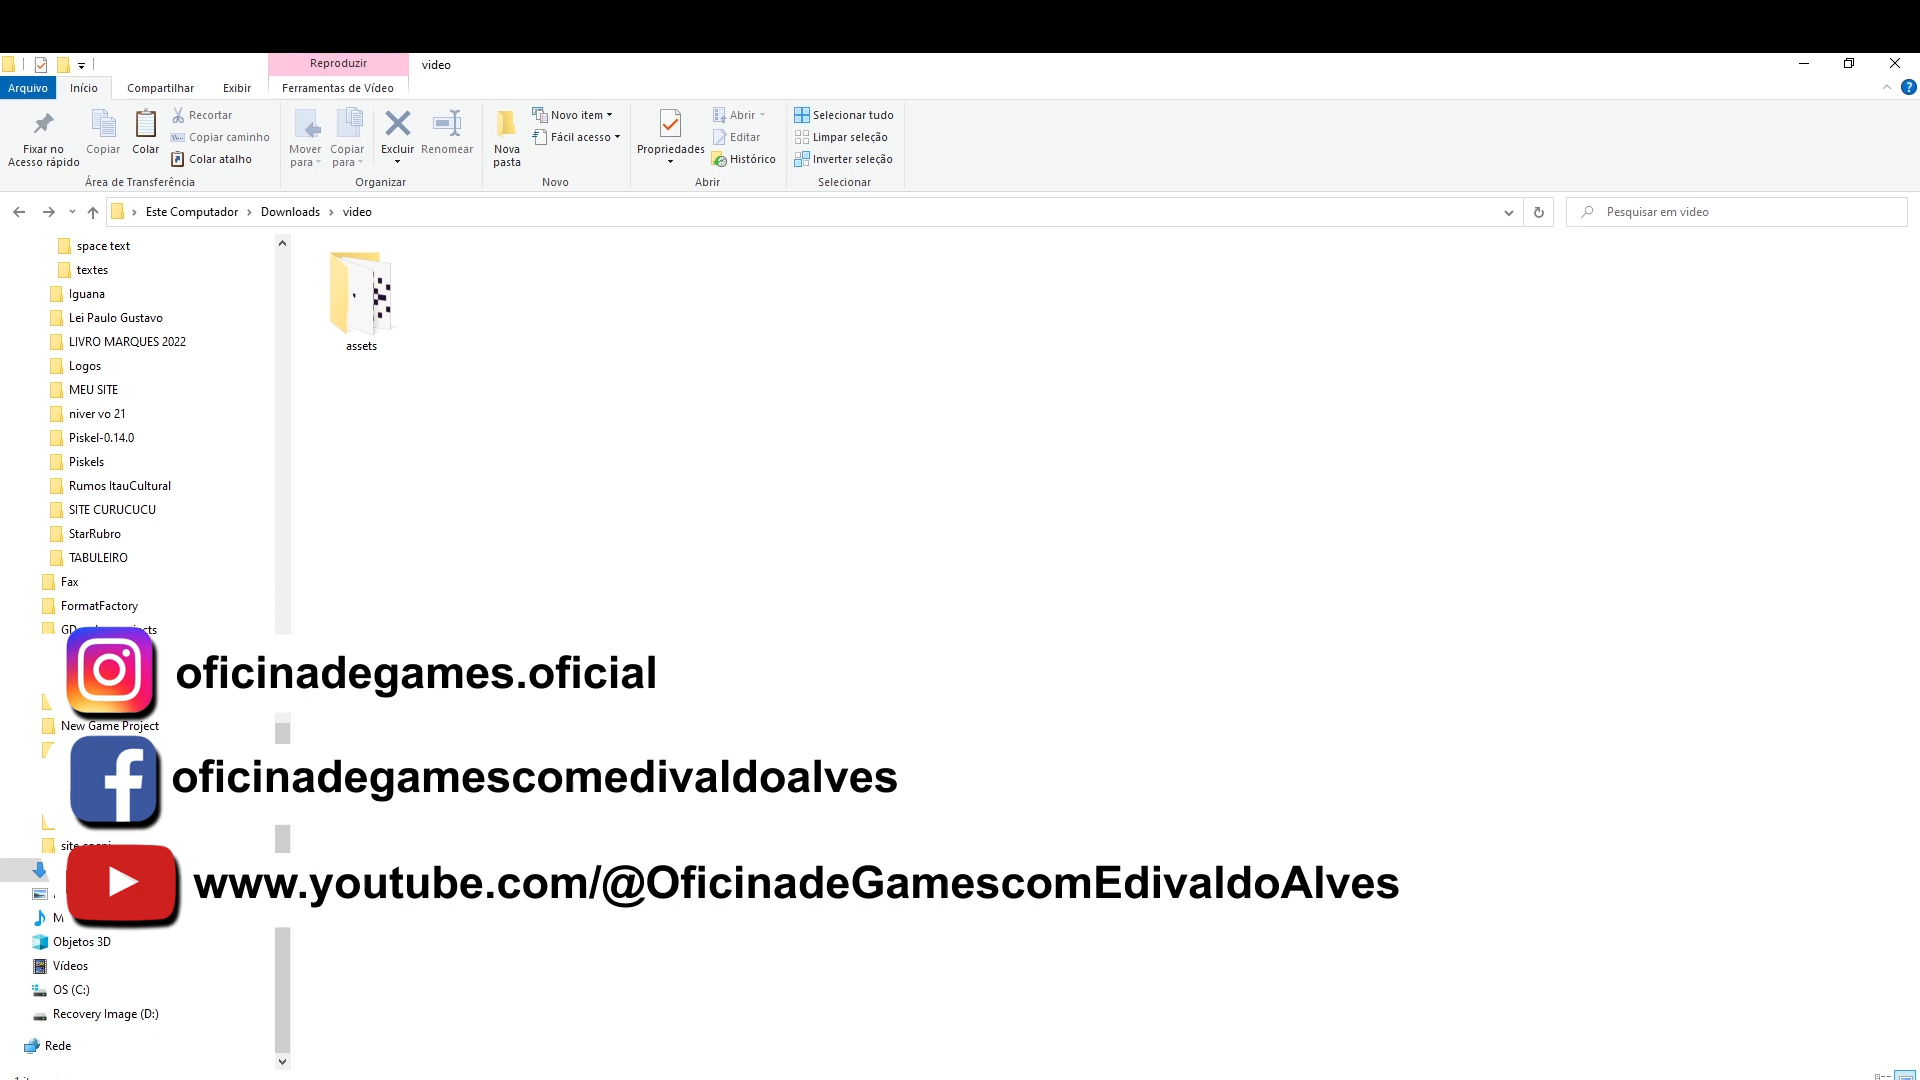 Reproduzir
video
Arquivo
Início
Compartilhar
Exibir
Ferramentas de Vídeo
Fixar no
Acesso rápido
Copiar
Colar
Recortar
Copiar caminho
Colar atalho
Área de Transferência
Mover
para
Copiar
para
Excluir
Renomear
Organizar
Nova
pasta
Novo item
Fácil acesso
Novo
Propriedades
Abrir
Editar
Histórico
Abrir
Selecionar tudo
Limpar seleção
Inverter seleção
Selecionar
Este Computador > Downloads > video
Pesquisar em video
space text
textes
Iguana
Lei Paulo Gustavo
LIVRO MARQUES 2022
Logos
MEU SITE
niver vo 21
Piskel-0.14.0
Piskels
Rumos ItauCultural
SITE CURUCUCU
StarRubro
TABULEIRO
Fax
FormatFactory
assets
oficinadegames.oficial
New Game Project
oficinadegamescomedivaldoalves
site
www.youtube.com/@OficinadeGamescomEdivaldoAlves
Objetos 3D
Vídeos
OS (C:)
Recovery Image (D:)
Rede